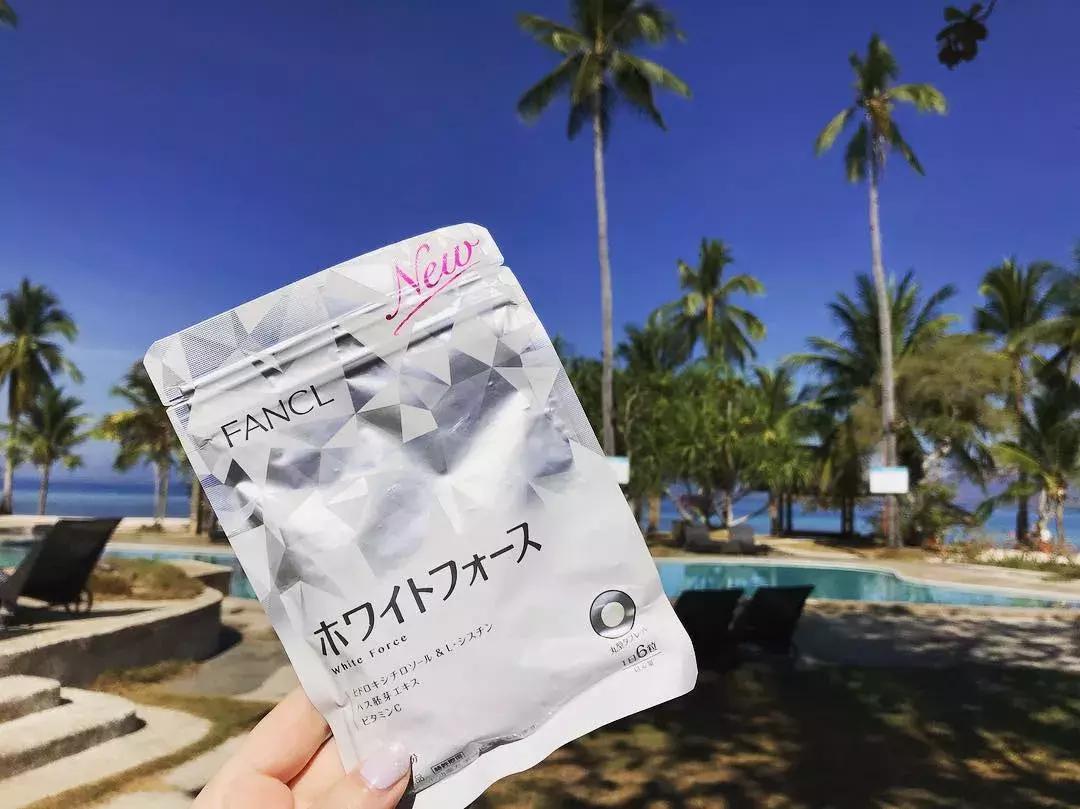 New
FANCL
ホワイトフォース
White Force
ヒドロキシチロソール & L-シスチン
ハス胚芽エキス
ビタミンC
1日6粒